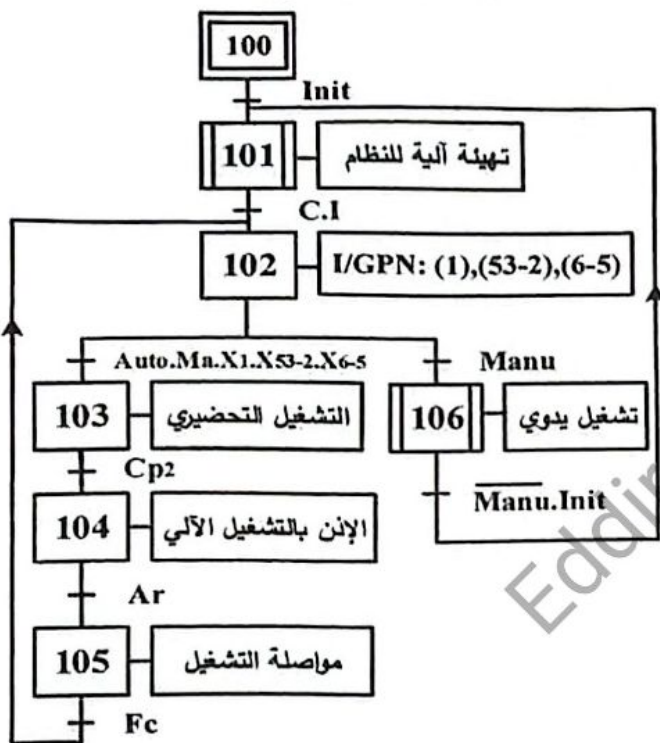 100
Init
101 تهيئة آلية للنظام
C.I
102 I/GPN: (1),(53-2),(6-5)
Auto.Ma.X1.X53-2.X6-5 Manu
103 التشغيل التحضيري 106 تشغيل يدوي
Cp2 M̅a̅n̅u̅.Init
104 الإذن بالتشغيل الآلي
Ar
105 مواصلة التشغيل
Fc
Eddir